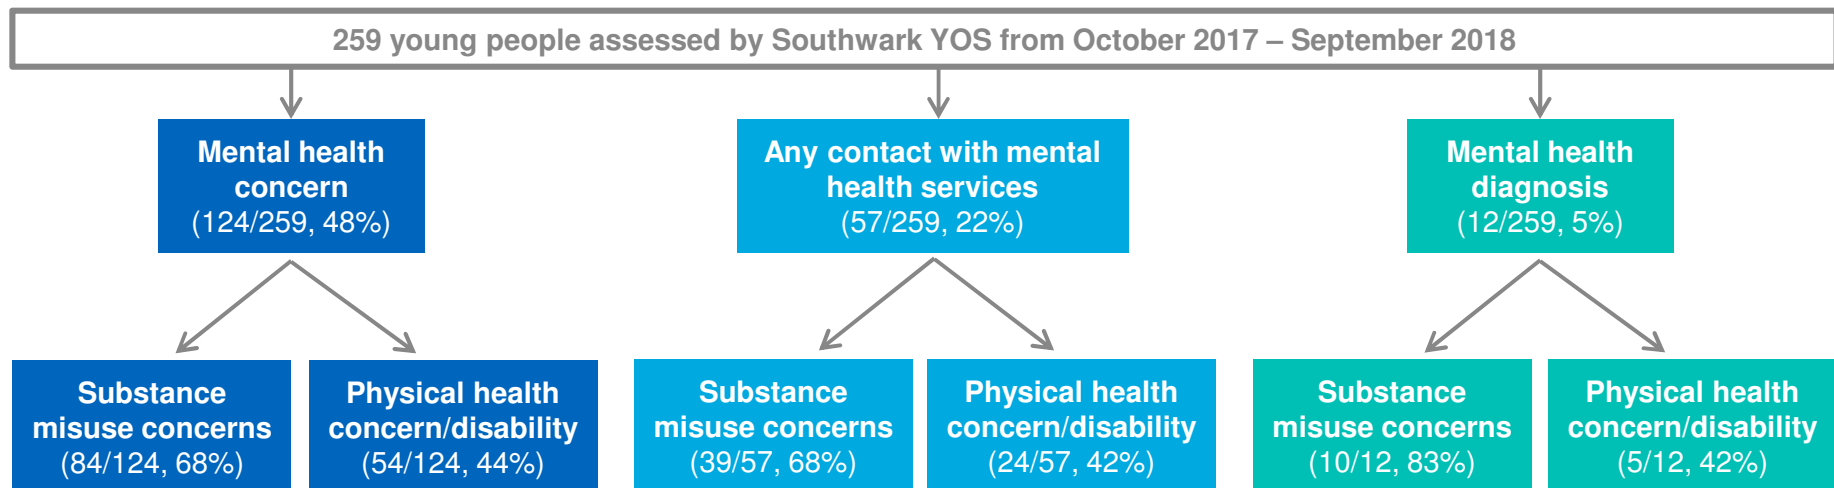 259 young people assessed by Southwark YOS from October 2017 – September 2018
Mental health
concern
(124/259, 48%)
Any contact with mental
health services
(57/259, 22%)
Mental health
diagnosis
(12/259, 5%)
Substance
misuse concerns
(84/124, 68%)
Physical health
concern/disability
(54/124, 44%)
Substance
misuse concerns
(39/57, 68%)
Physical health
concern/disability
(24/57, 42%)
Substance
misuse concerns
(10/12, 83%)
Physical health
concern/disability
(5/12, 42%)